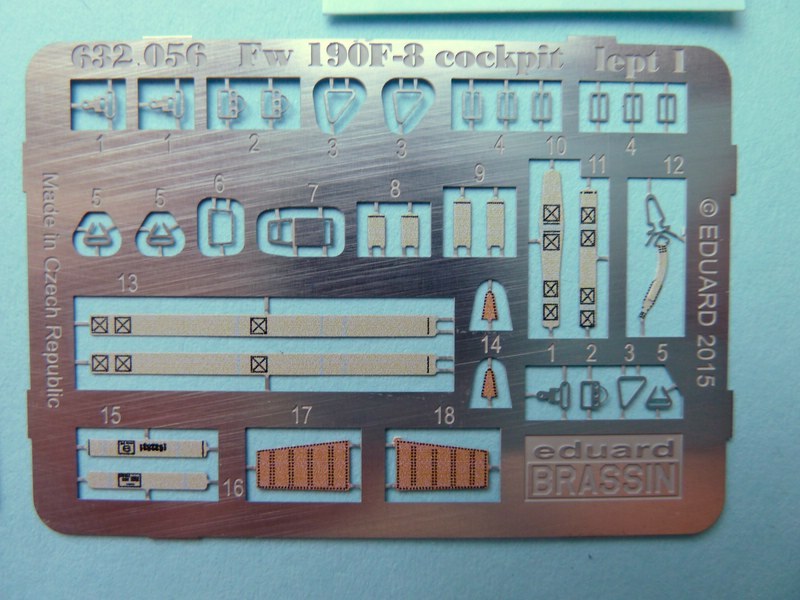 632.056 Fw 190F-8 cockpit lept 1
1 1 2 3 3 4 4
10 11 12
5 5 6 7 8 9
13
14
1 2 3 5
15 16 17 18
Made in Czech Republic
© EDUARD 2015
eduard
BRASSIN